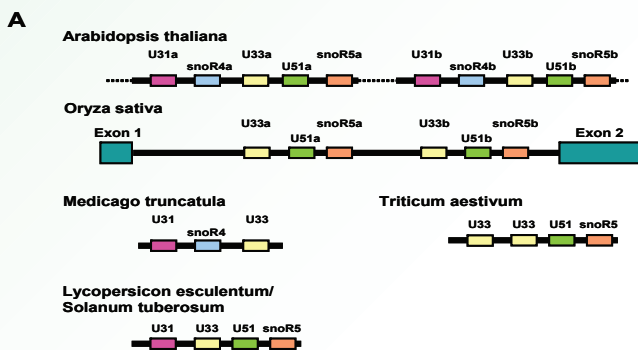 A
Arabidopsis thaliana
U31a snoR4a U33a U51a snoR5a U31b snoR4b U33b U51b snoR5b
Oryza sativa
Exon 1 U33a U51a snoR5a U33b U51b snoR5b Exon 2
Medicago truncatula
U31 snoR4 U33
Triticum aestivum
U33 U33 U51 snoR5
Lycopersicon esculentum/
Solanum tuberosum
U31 U33 U51 snoR5